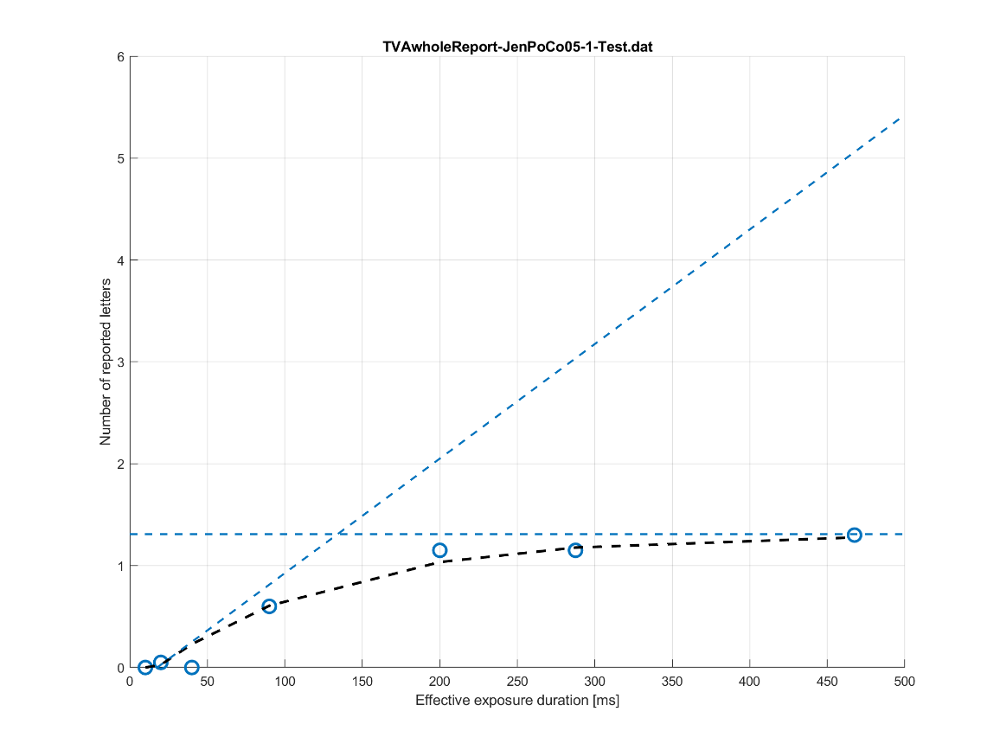 TVAwholeReport-JenPoCo05-1-Test.dat
6
5
4
3
2
1
0
Number of reported letters
0 50 100 150 200 250 300 350 400 450 500
Effective exposure duration [ms]